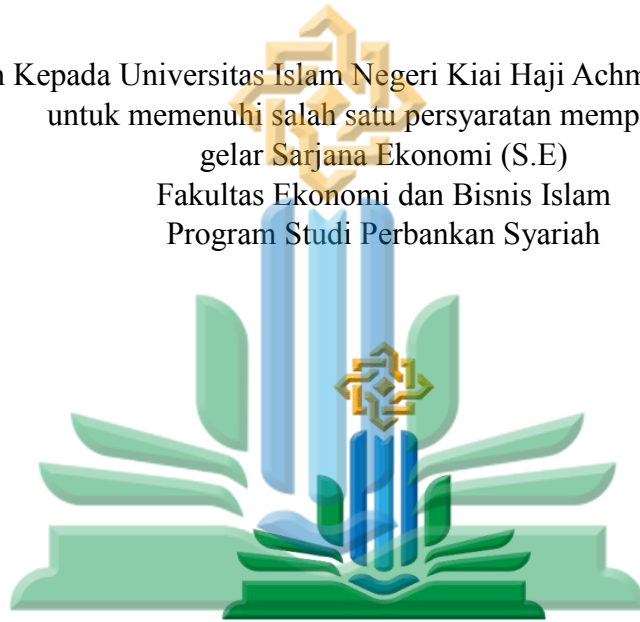 Kepada Universitas Islam Negeri Kiai Haji
untuk memenuhi salah satu persyaratan
gelar Sarjana Ekonomi (S.E)
Fakultas Ekonomi dan Bisnis Islam
Program Studi Perbankan Syariah